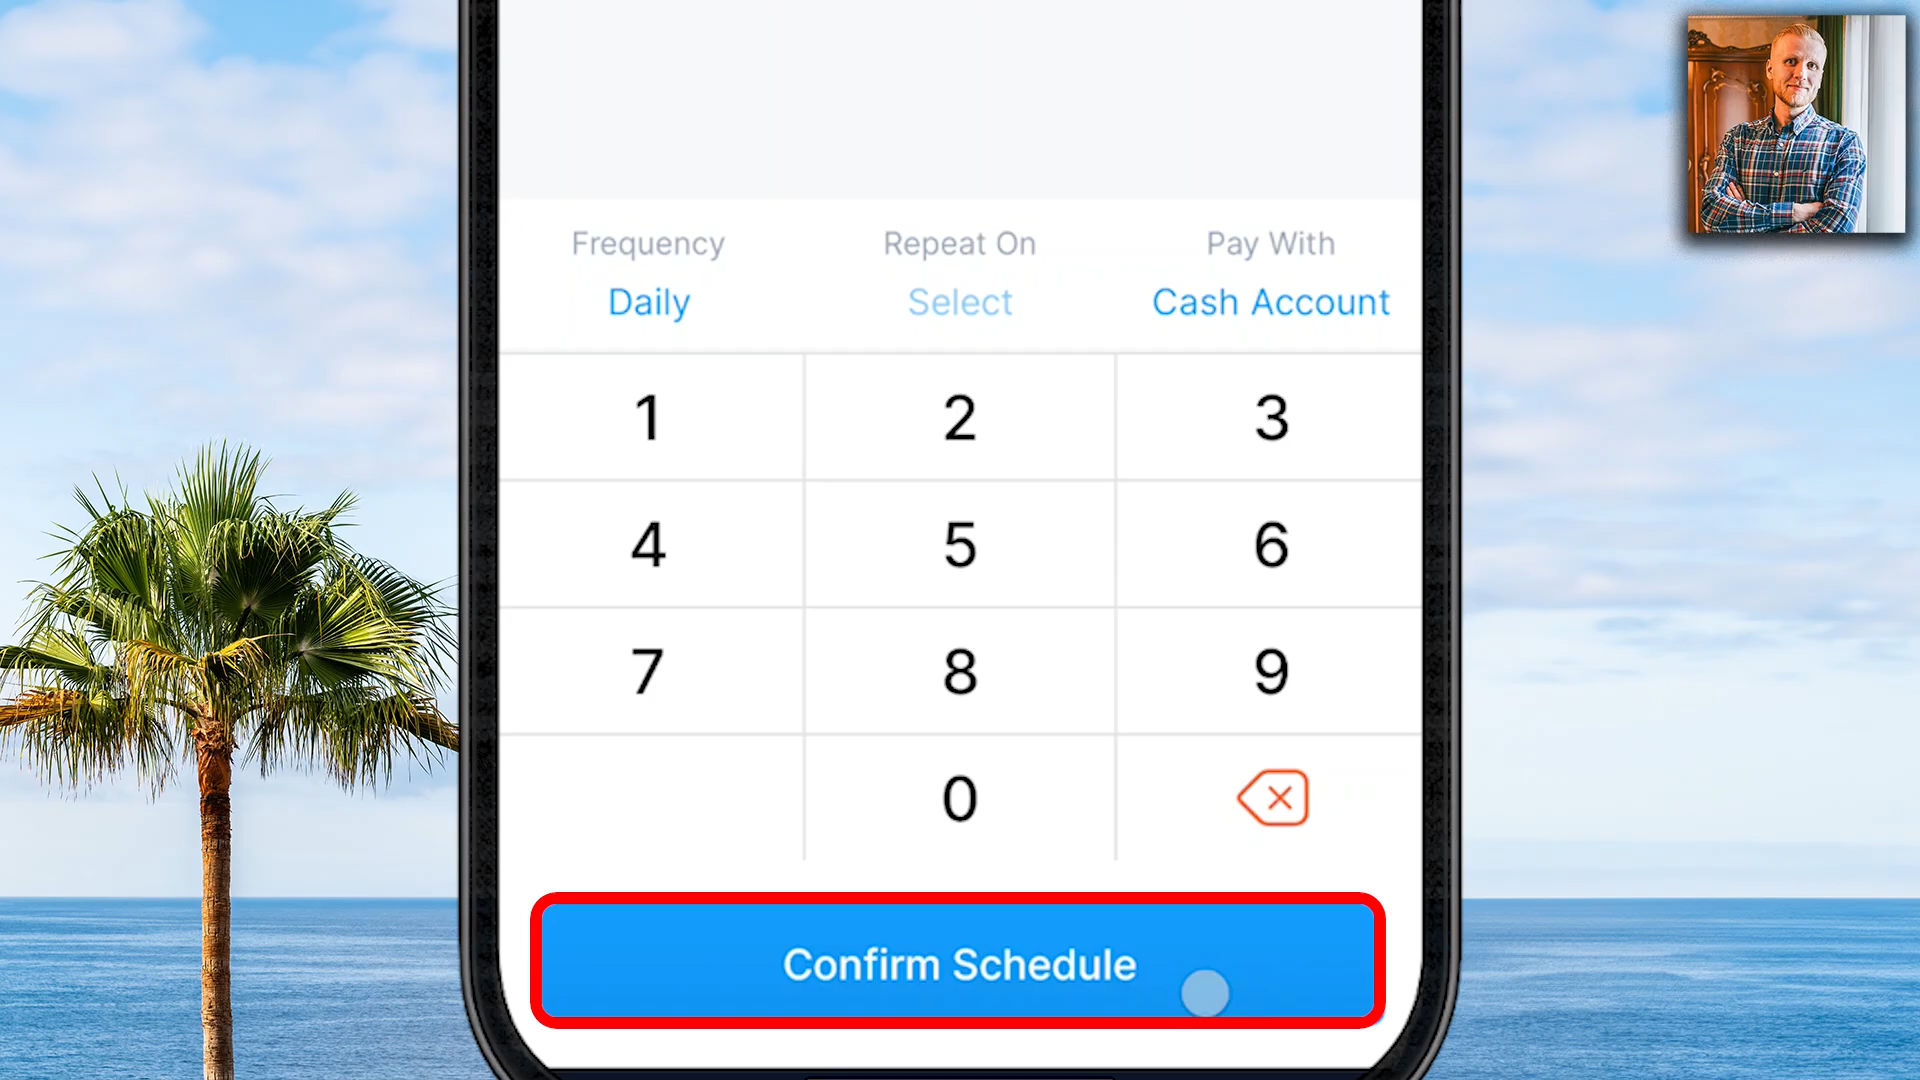 Frequency Repeat On Pay With
Daily Select Cash Account
1 2 3
4 5 6
7 8 9
0
Confirm Schedule